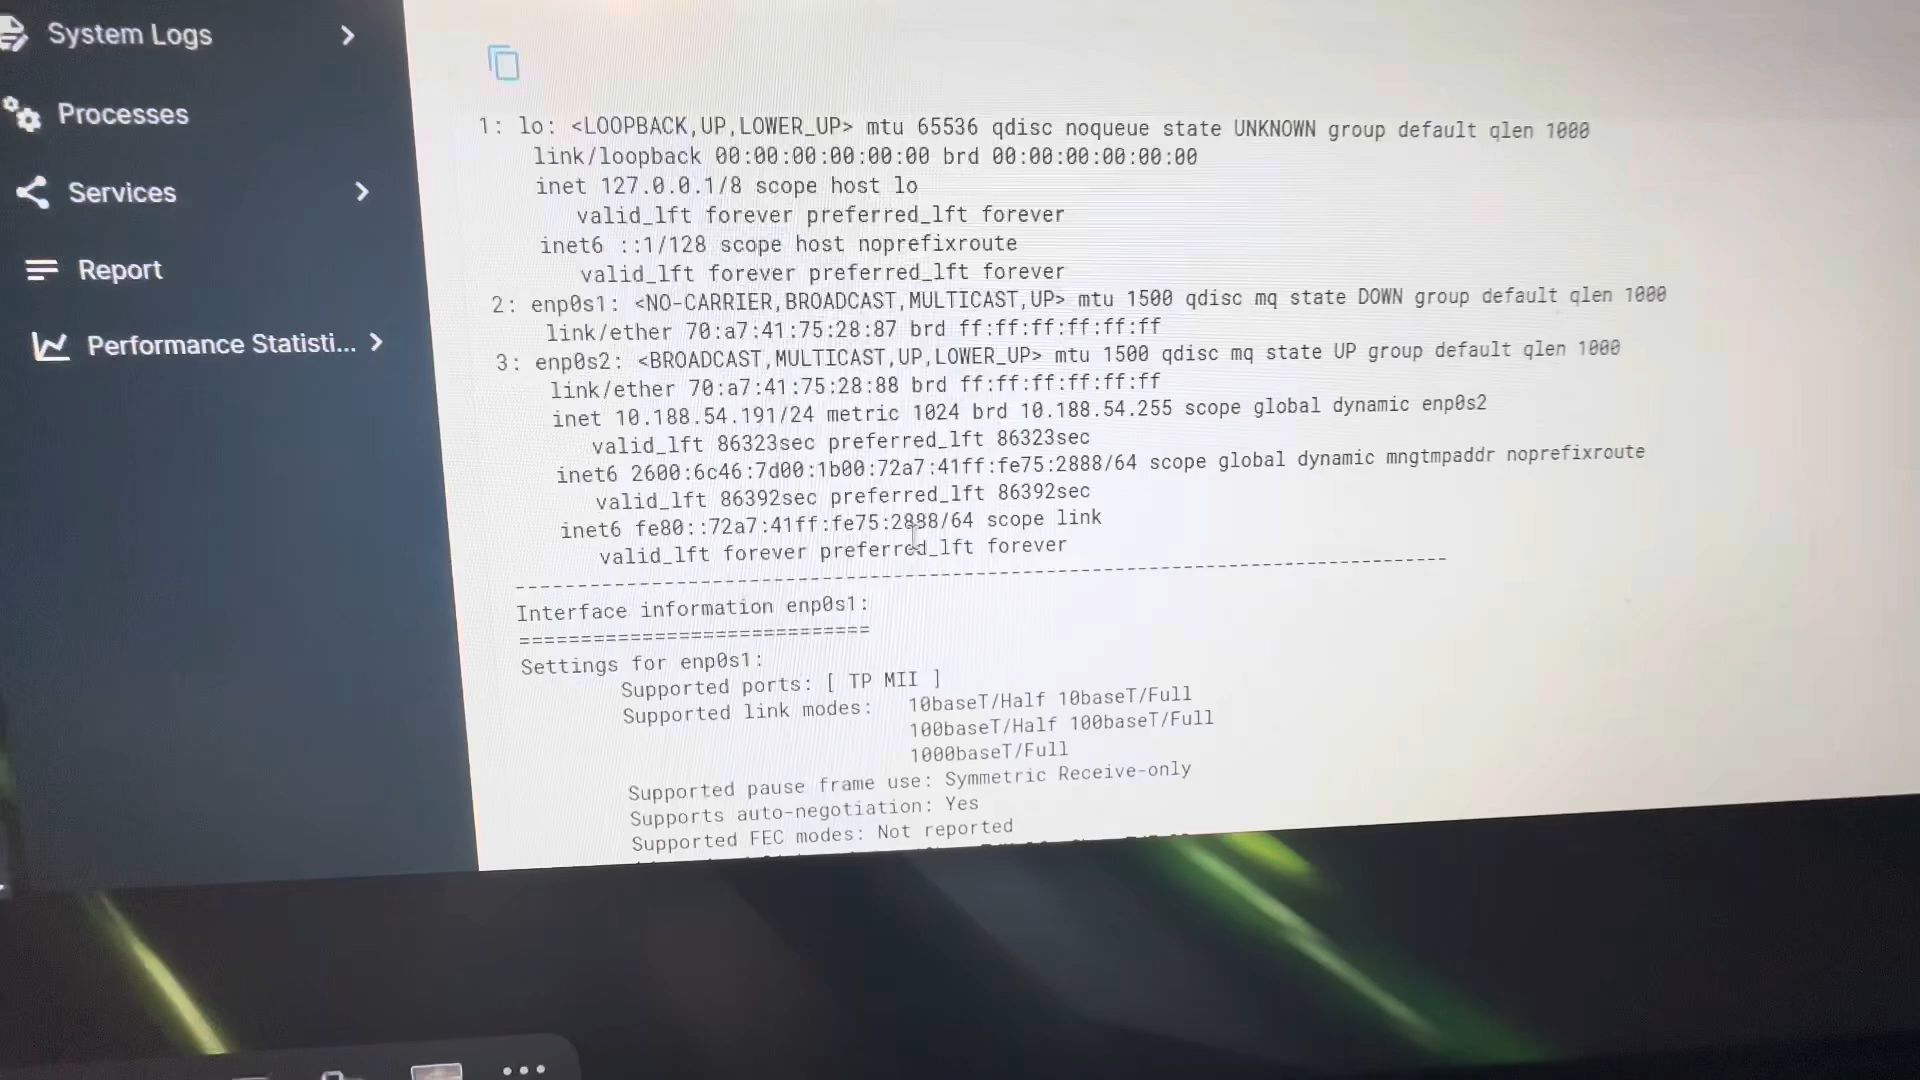 System Logs
Processes
Services
Report
Performance Statisti...
1: lo: <LOOPBACK,UP,LOWER_UP> mtu 65536 qdisc noqueue state UNKNOWN group default qlen 1000
link/loopback 00:00:00:00:00:00 brd 00:00:00:00:00:00
inet 127.0.0.1/8 scope host lo
valid_lft forever preferred_lft forever
inet6 ::1/128 scope host noprefixroute
valid_lft forever preferred_lft forever
2: enp0s1: <NO-CARRIER,BROADCAST,MULTICAST,UP> mtu 1500 qdisc mq state DOWN group default qlen 1000
link/ether 70:a7:41:75:28:87 brd ff:ff:ff:ff:ff:ff
3: enp0s2: <BROADCAST,MULTICAST,UP,LOWER_UP> mtu 1500 qdisc mq state UP group default qlen 1000
link/ether 70:a7:41:75:28:88 brd ff:ff:ff:ff:ff:ff
inet 10.188.54.191/24 metric 1024 brd 10.188.54.255 scope global dynamic enp0s2
valid_lft 86323sec preferred_lft 86323sec
inet6 2600:6c46:7d00:1b00:72a7:41ff:fe75:2888/64 scope global dynamic mngtmpaddr noprefixroute
valid_lft 86392sec preferred_lft 86392sec
inet6 fe80::72a7:41ff:fe75:2888/64 scope link
valid_lft forever preferred_lft forever
--------------------------------------------------------------------------------
Interface information enp0s1:
=============================
Settings for enp0s1:
Supported ports: [ TP MII ]
Supported link modes: 10baseT/Half 10baseT/Full
100baseT/Half 100baseT/Full
1000baseT/Full
Supported pause frame use: Symmetric Receive-only
Supports auto-negotiation: Yes
Supported FEC modes: Not reported